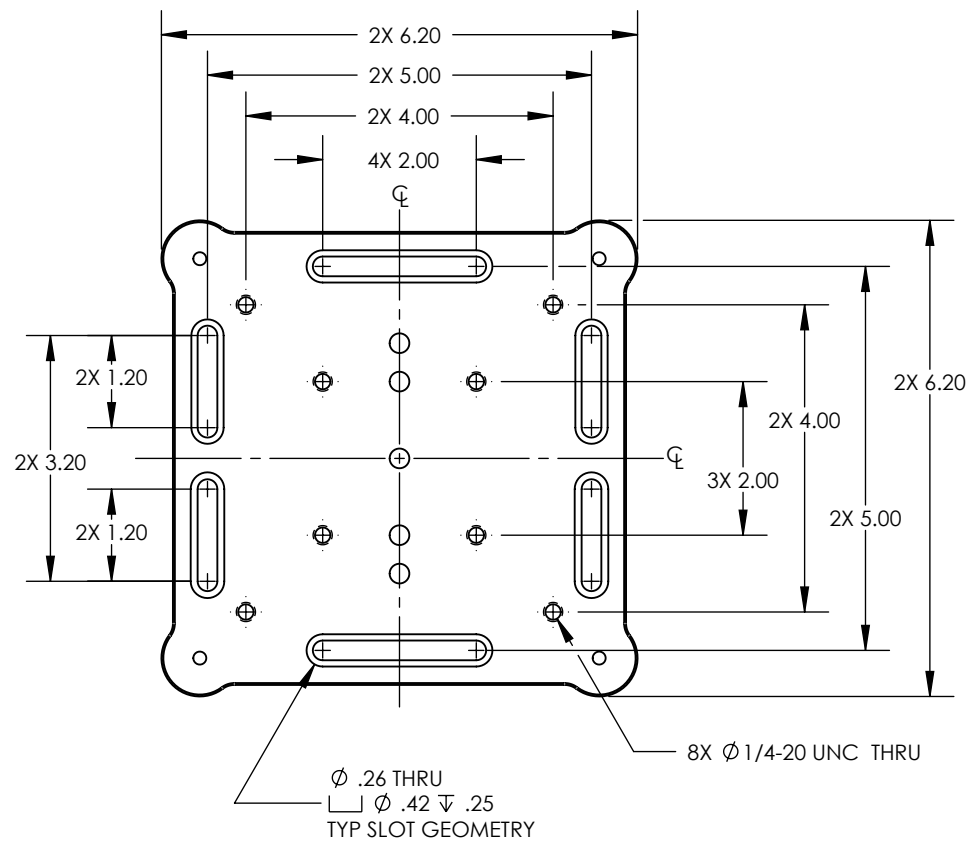 2X 6.20
2X 5.00
2X 4.00
4X 2.00
℄
2X 1.20
2X 6.20
2X 4.00
2X 3.20
℄
3X 2.00
2X 5.00
2X 1.20
8X ⌀1/4-20 UNC THRU
⌀ .26 THRU
⌴ ⌀ .42 ↧ .25
TYP SLOT GEOMETRY